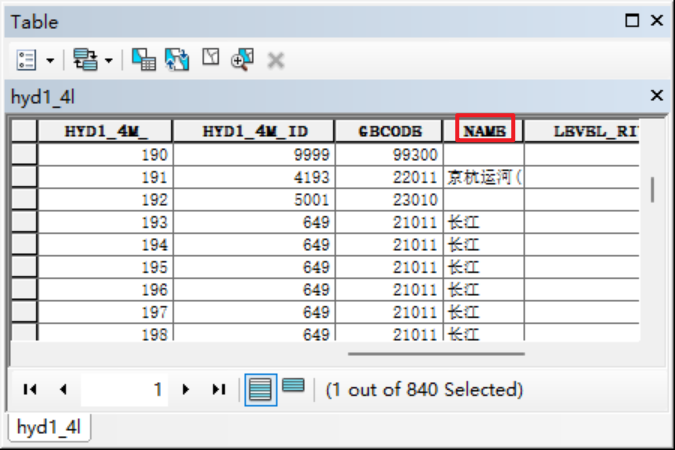 Table
hyd1_4l
HYD1_4M_ HYD1_4M_ID GBCODE NAME LEVEL_RI
190 9999 99300
191 4193 22011 京杭运河(
192 5001 23010
193 649 21011 长江
194 649 21011 长江
195 649 21011 长江
196 649 21011 长江
197 649 21011 长江
198 649 21011 长江
1 (1 out of 840 Selected)
hyd1_4l